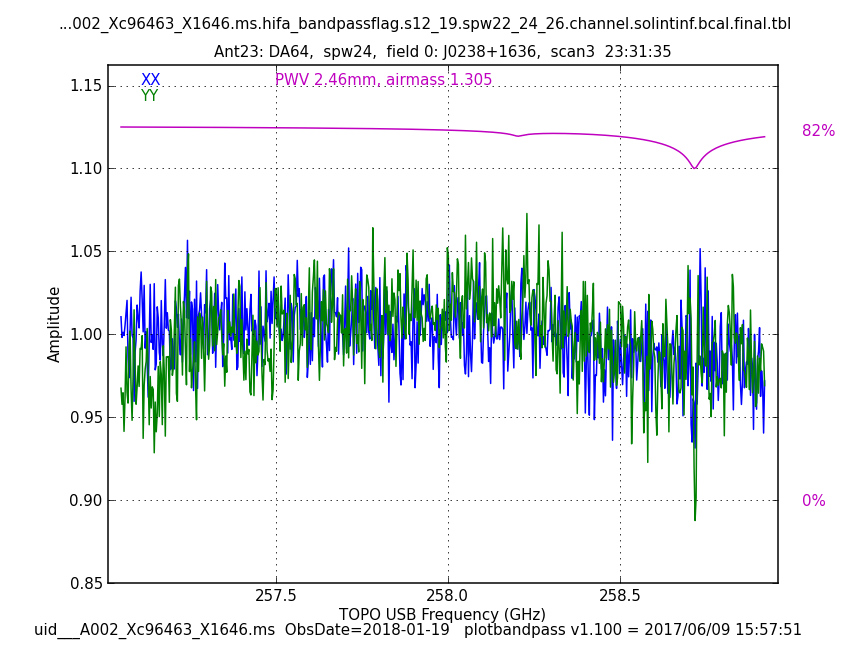 ...002_Xc96463_X1646.ms.hifa_bandpassflag.s12_19.spw22_24_26.channel.solintinf.bcal.final.tbl
Ant23: DA64, spw24, field 0: J0238+1636, scan3 23:31:35
XX
YY
PWV 2.46mm, airmass 1.305
1.15
1.10
1.05
1.00
0.95
0.90
0.85
Amplitude
82%
0%
257.5 258.0 258.5
TOPO USB Frequency (GHz)
uid___A002_Xc96463_X1646.ms ObsDate=2018-01-19 plotbandpass v1.100 = 2017/06/09 15:57:51